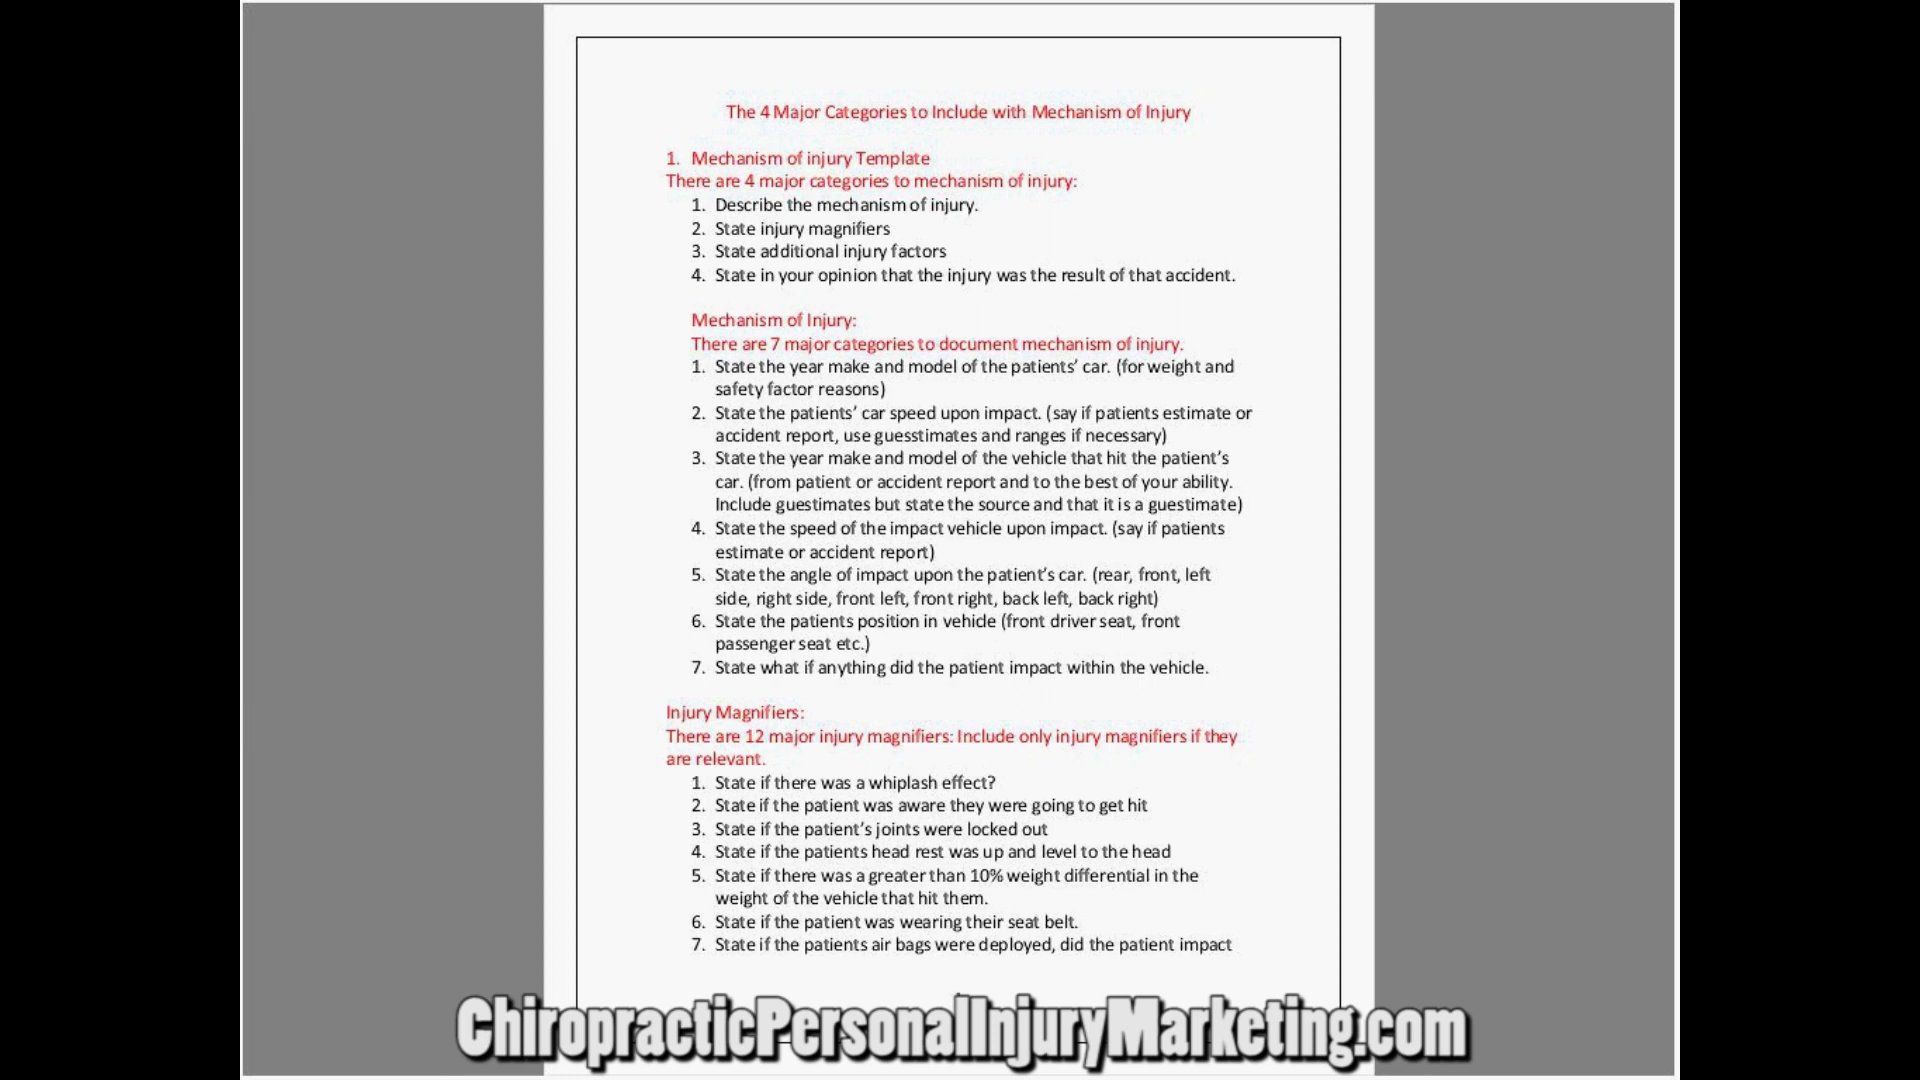 The 4 Major Categories to Include with Mechanism of Injury
1. Mechanism of injury Template
There are 4 major categories to mechanism of injury:
1. Describe the mechanism of injury.
2. State injury magnifiers
3. State additional injury factors
4. State in your opinion that the injury was the result of that accident.
Mechanism of Injury:
There are 7 major categories to document mechanism of injury.
1. State the year make and model of the patients’ car. (for weight and
safety factor reasons)
2. State the patients’ car speed upon impact. (say if patients estimate or
accident report, use guesstimates and ranges if necessary)
3. State the year make and model of the vehicle that hit the patient’s
car. (from patient or accident report and to the best of your ability.
Include guestimates but state the source and that it is a guestimate)
4. State the speed of the impact vehicle upon impact. (say if patients
estimate or accident report)
5. State the angle of impact upon the patient’s car. (rear, front, left
side, right side, front left, front right, back left, back right)
6. State the patients position in vehicle (front driver seat, front
passenger seat etc.)
7. State what if anything did the patient impact within the vehicle.
Injury Magnifiers:
There are 12 major injury magnifiers: Include only injury magnifiers if they
are relevant.
1. State if there was a whiplash effect?
2. State if the patient was aware they were going to get hit
3. State if the patient’s joints were locked out
4. State if the patients head rest was up and level to the head
5. State if there was a greater than 10% weight differential in the
weight of the vehicle that hit them.
6. State if the patient was wearing their seat belt.
7. State if the patients air bags were deployed, did the patient impact
ChiropracticPersonalInjuryMarketing.com